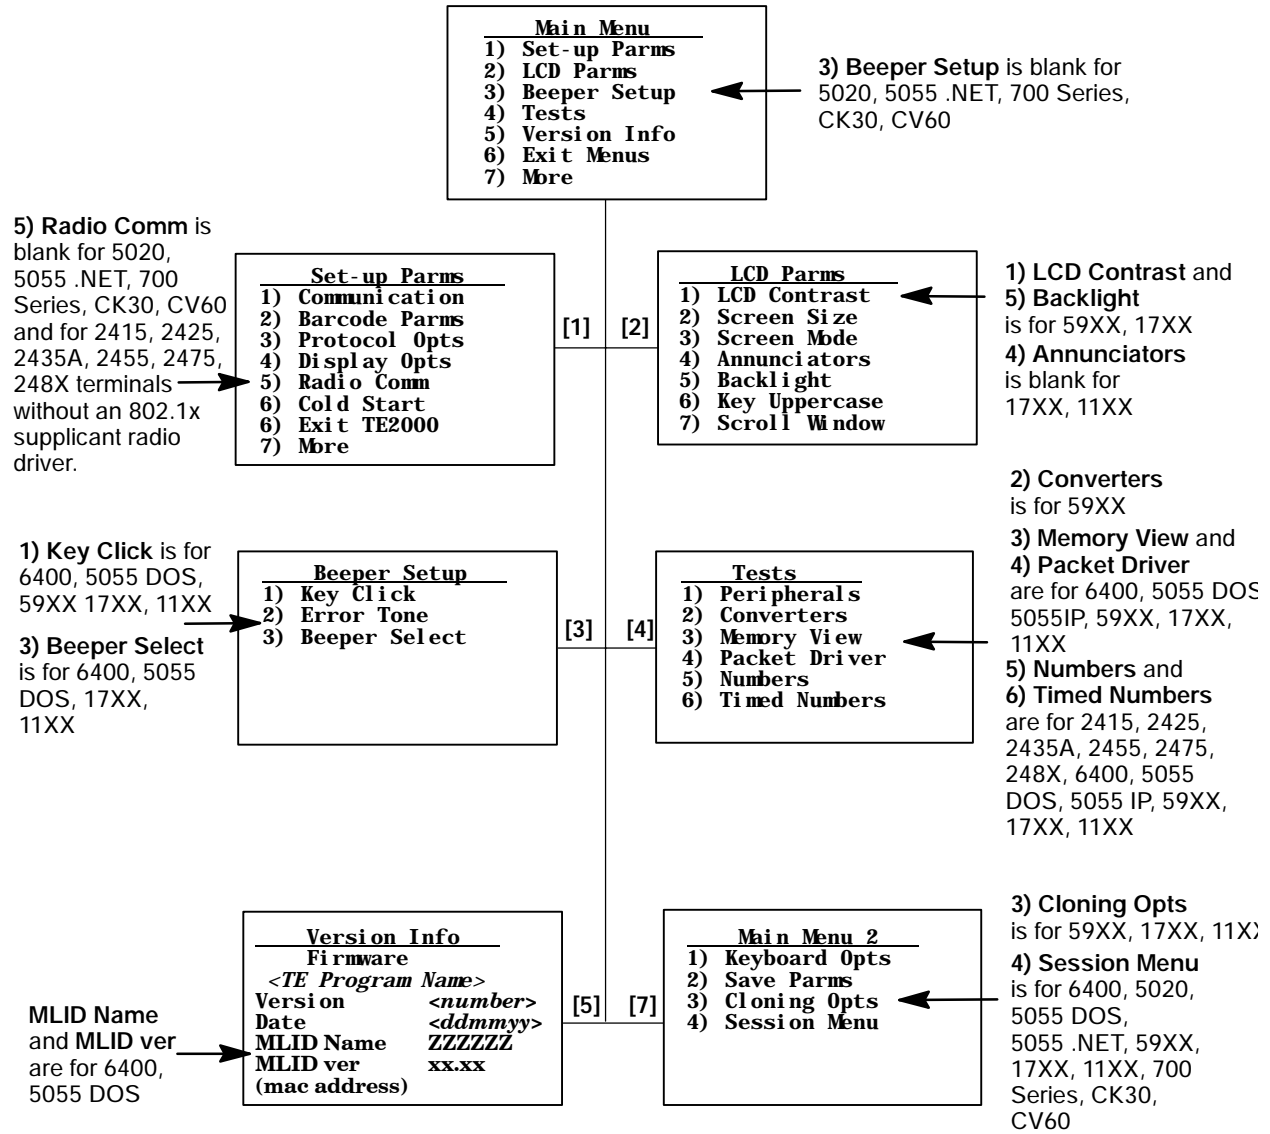 Main Menu
1) Set-up Parms
2) LCD Parms
3) Beeper Setup
4) Tests
5) Version Info
6) Exit Menus
7) More
3) Beeper Setup is blank for
5020, 5055 .NET, 700 Series,
CK30, CV60
5) Radio Comm is
blank for 5020,
5055 .NET, 700
Series, CK30, CV60
and for 2415, 2425,
2435A, 2455, 2475,
248X terminals
without an 802.1x
supplicant radio
driver.
Set-up Parms
1) Communication
2) Barcode Parms
3) Protocol Opts
4) Display Opts
5) Radio Comm
6) Cold Start
6) Exit TE2000
7) More
[1] [2]
LCD Parms
1) LCD Contrast
2) Screen Size
3) Screen Mode
4) Annunciators
5) Backlight
6) Key Uppercase
7) Scroll Window
1) LCD Contrast and
5) Backlight
is for 59XX, 17XX
4) Annunciators
is blank for
17XX, 11XX
1) Key Click is for
6400, 5055 DOS,
59XX 17XX, 11XX
3) Beeper Select
is for 6400, 5055
DOS, 17XX,
11XX
Beeper Setup
1) Key Click
2) Error Tone
3) Beeper Select
[3] [4]
Tests
1) Peripherals
2) Converters
3) Memory View
4) Packet Driver
5) Numbers
6) Timed Numbers
2) Converters
is for 59XX
3) Memory View and
4) Packet Driver
are for 6400, 5055 DOS
5055IP, 59XX, 17XX,
11XX
5) Numbers and
6) Timed Numbers
are for 2415, 2425,
2435A, 2455, 2475,
248X, 6400, 5055
DOS, 5055 IP, 59XX,
17XX, 11XX
MLID Name
and MLID ver
are for 6400,
5055 DOS
Version Info
Firmware
<TE Program Name>
Version <number>
Date <ddmmyy>
MLID Name ZZZZZZ
MLID ver xx.xx
(mac address)
[5] [7]
Main Menu 2
1) Keyboard Opts
2) Save Parms
3) Cloning Opts
4) Session Menu
3) Cloning Opts
is for 59XX, 17XX, 11XX
4) Session Menu
is for 6400, 5020,
5055 DOS,
5055 .NET, 59XX,
17XX, 11XX, 700
Series, CK30,
CV60